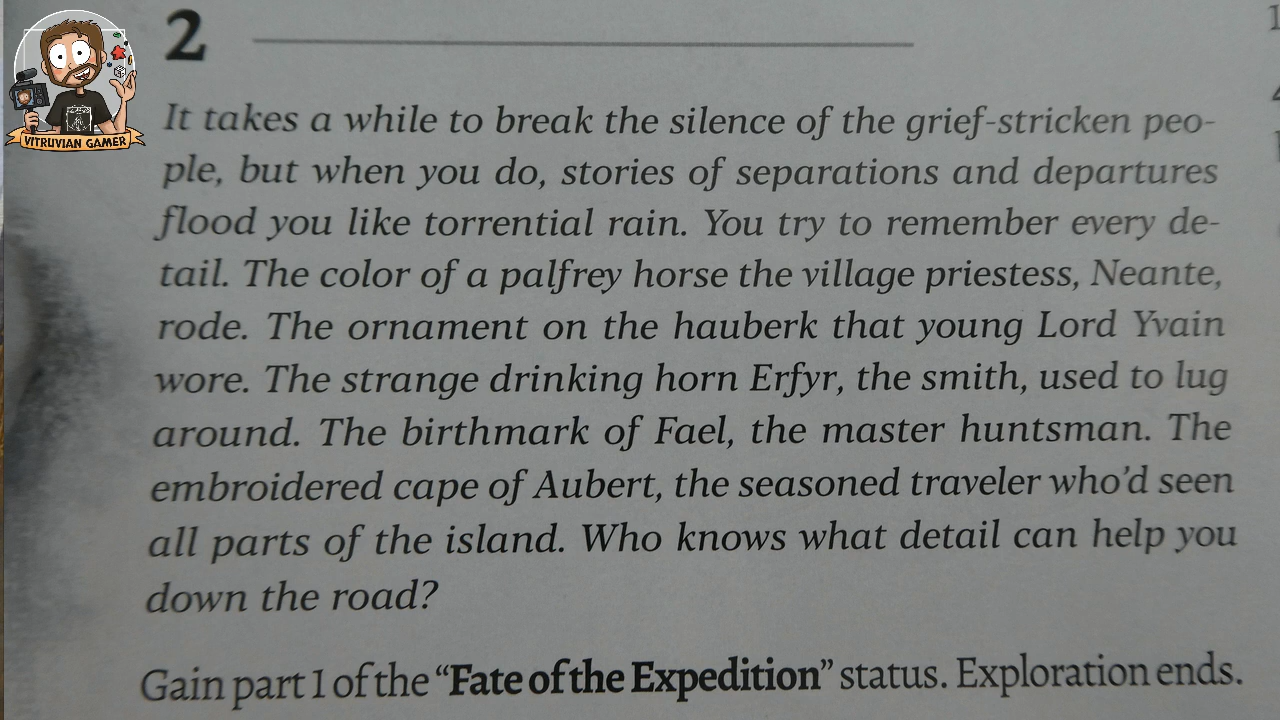 2
VITRUVIAN GAMER
It takes a while to break the silence of the grief-stricken peo-
ple, but when you do, stories of separations and departures
flood you like torrential rain. You try to remember every de-
tail. The color of a palfrey horse the village priestess, Neante,
rode. The ornament on the hauberk that young Lord Yvain
wore. The strange drinking horn Erfyr, the smith, used to lug
around. The birthmark of Fael, the master huntsman. The
embroidered cape of Aubert, the seasoned traveler who'd seen
all parts of the island. Who knows what detail can help you
down the road?
Gain part 1 of the “Fate of the Expedition” status. Exploration ends.